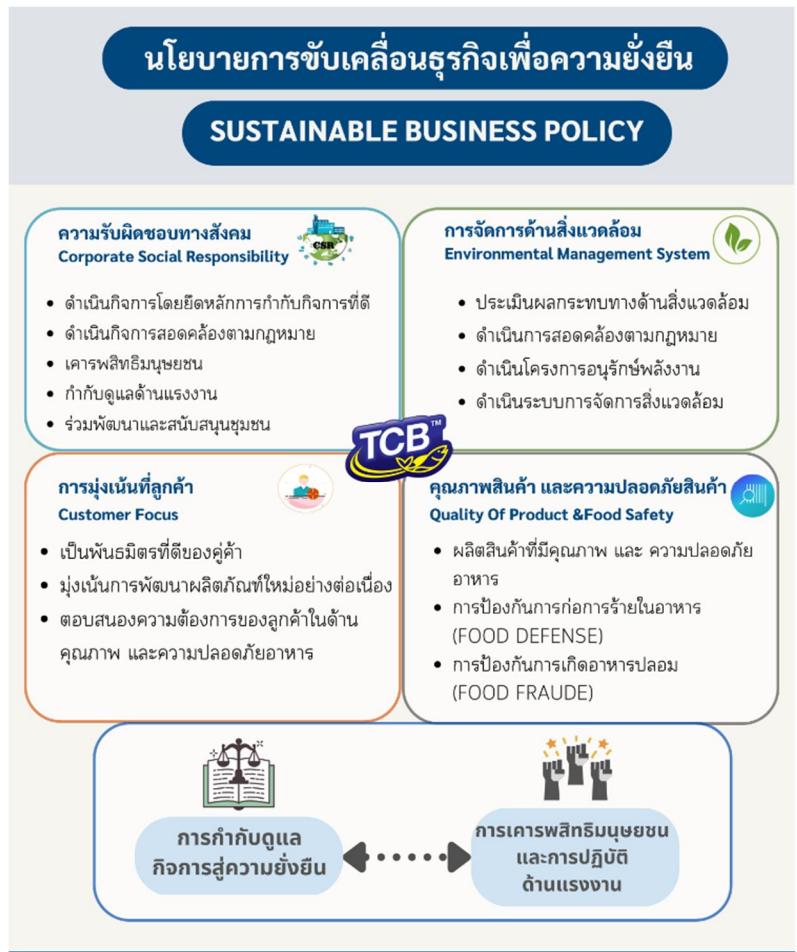 นโยบายการขับเคลื่อนธุรกิจเพื่อความยั่งยืน
SUSTAINABLE BUSINESS POLICY
ความรับผิดชอบทางสังคม
Corporate Social Responsibility
CSR
• ดำเนินกิจการโดยยึดหลักการกำกับกิจการที่ดี
• ดำเนินกิจการสอดคล้องตามกฎหมาย
• เคารพสิทธิมนุษยชน
• กำกับดูแลด้านแรงงาน
• ร่วมพัฒนาและสนับสนุนชุมชน
การจัดการด้านสิ่งแวดล้อม
Environmental Management System
• ประเมินผลกระทบทางด้านสิ่งแวดล้อม
• ดำเนินการสอดคล้องตามกฎหมาย
• ดำเนินโครงการอนุรักษ์พลังงาน
• ดำเนินระบบการจัดการสิ่งแวดล้อม
TCB™
การมุ่งเน้นที่ลูกค้า
Customer Focus
• เป็นพันธมิตรที่ดีของคู่ค้า
• มุ่งเน้นการพัฒนาผลิตภัณฑ์ใหม่อย่างต่อเนื่อง
• ตอบสนองความต้องการของลูกค้าในด้าน
คุณภาพ และความปลอดภัยอาหาร
คุณภาพสินค้า และความปลอดภัยสินค้า
Quality Of Product &Food Safety
• ผลิตสินค้าที่มีคุณภาพ และ ความปลอดภัย
อาหาร
• การป้องกันการก่อการร้ายในอาหาร
(FOOD DEFENSE)
• การป้องกันการเกิดอาหารปลอม
(FOOD FRAUDE)
การกำกับดูแล
กิจการสู่ความยั่งยืน
การเคารพสิทธิมนุษยชน
และการปฏิบัติ
ด้านแรงงาน